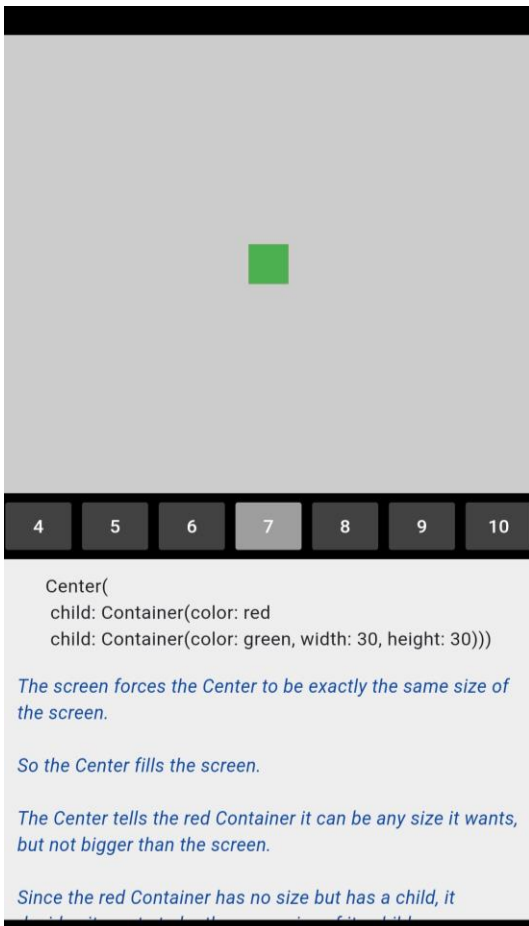 4 5 6 7 8 9 10
Center(
child: Container(color: red
child: Container(color: green, width: 30, height: 30)))
The screen forces the Center to be exactly the same size of
the screen.
So the Center fills the screen.
The Center tells the red Container it can be any size it wants,
but not bigger than the screen.
Since the red Container has no size but has a child, it